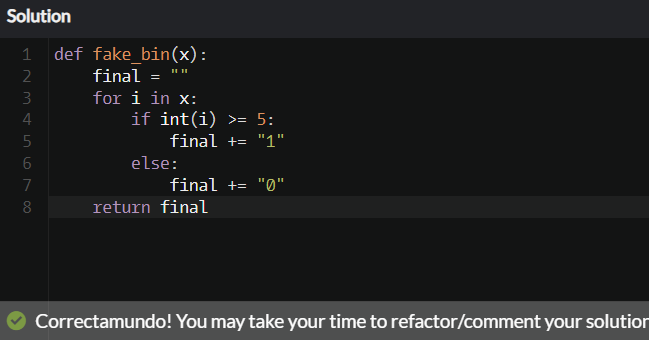 Solution
1 def fake_bin(x):
2     final = ""
3     for i in x:
4         if int(i) >= 5:
5             final += "1"
6         else:
7             final += "0"
8     return final
Correctamundo! You may take your time to refactor/comment your solution